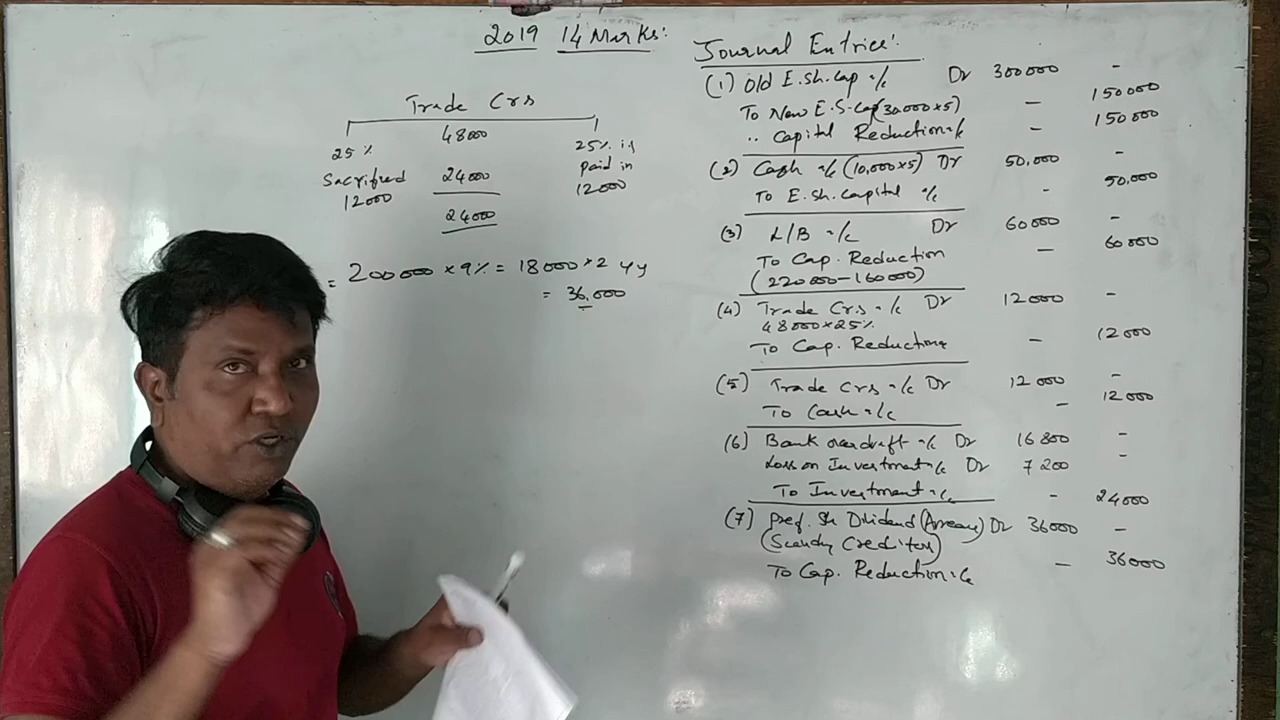 2019 14 Marks:
Trade Crs
48000
25%
Sacrificed
12000
24000
24000
25% is
paid in
12000
= 200000 × 9% = 18000 × 2 yy
= 36,000
Journal Entries:
(1) Old E.sh.cap a/c Dr 300000 -
To New E.S.Cap (30000×5) - 150000
,, Capital Reduction a/c - 150000
(2) Cash a/c (10,000×5) Dr 50,000 -
To E.sh.Capital a/c - 50,000
(3) L/B a/c Dr 60000 -
To Cap. Reduction - 60000
(220000-160000)
(4) Trade Crs a/c Dr 12000 -
48000×25%
To Cap. Reduction - 12000
(5) Trade Crs a/c Dr 12000 -
To Cash a/c - 12000
(6) Bank overdraft a/c Dr 16800 -
Loss on Investment a/c Dr 7200 -
To Investment a/c - 24000
(7) Pref. Sh Dividend (Arrears) Dr 36000 -
(Sundry Creditors)
To Cap. Reduction a/c - 36000